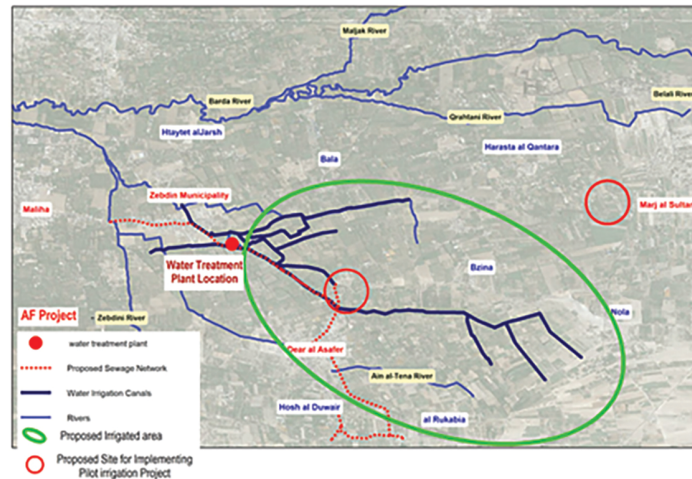 Maljak River
Barda River
Belali River
Qrahtani River
Htaytet alJarsh
Harasta al Qantara
Bala
Zebdin Municipality
Maliha
Marj al Sultan
Water Treatment
Plant Location
Bzina
Nola
AF Project
Zebdini River
water treatment plant
Dear al Asafer
Proposed Sewage Network
Ain al-Tena River
Water Irrigation Canals
Hosh al Duwair
al Rukabia
Rivers
Proposed Irrigated area
Proposed Site for Implementing
Pilot irrigation Project